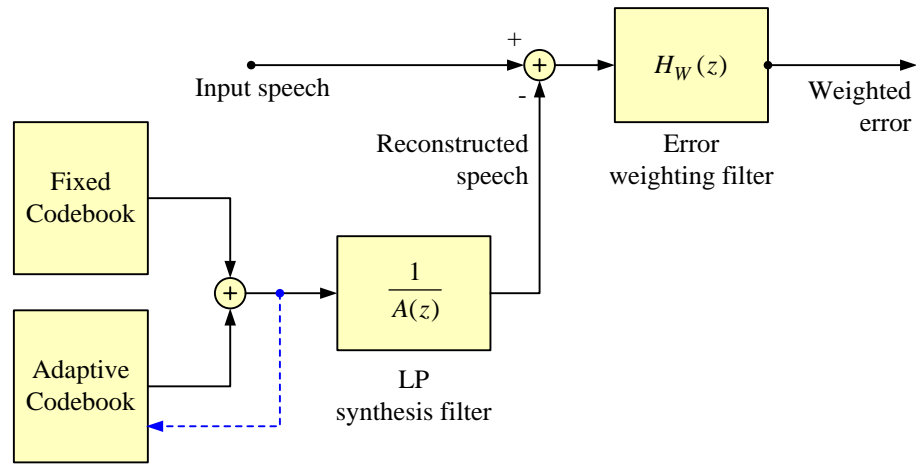 +
H_W(z)
+
Input speech
-
Weighted
error
Reconstructed
speech
Error
weighting filter
Fixed
Codebook
+
1
A(z)
Adaptive
Codebook
LP
synthesis filter